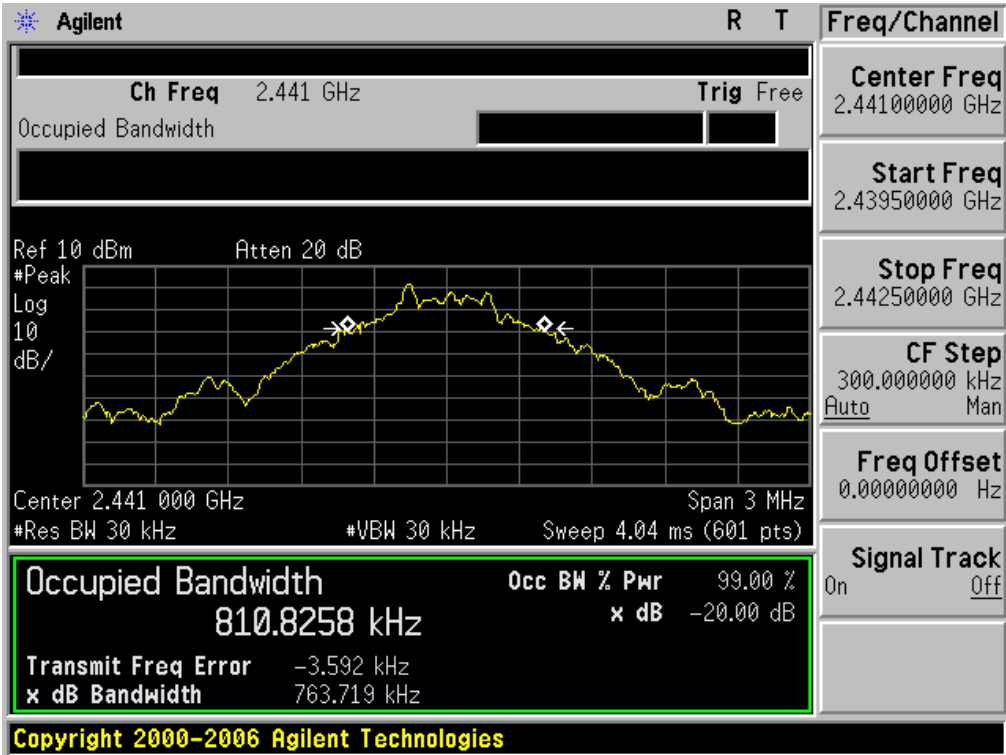 Agilent R T
Freq/Channel
Ch Freq 2.441 GHz Trig Free
Occupied Bandwidth
Center Freq
2.44100000 GHz
Start Freq
2.43950000 GHz
Stop Freq
2.44250000 GHz
CF Step
300.000000 kHz
Auto Man
Freq Offset
0.00000000 Hz
Signal Track
On Off
Ref 10 dBm Atten 20 dB
#Peak
Log
10
dB/
Center 2.441 000 GHz Span 3 MHz
#Res BW 30 kHz #VBW 30 kHz Sweep 4.04 ms (601 pts)
Occupied Bandwidth Occ BW % Pwr 99.00 %
810.8258 kHz x dB -20.00 dB
Transmit Freq Error -3.592 kHz
x dB Bandwidth 763.719 kHz
Copyright 2000-2006 Agilent Technologies